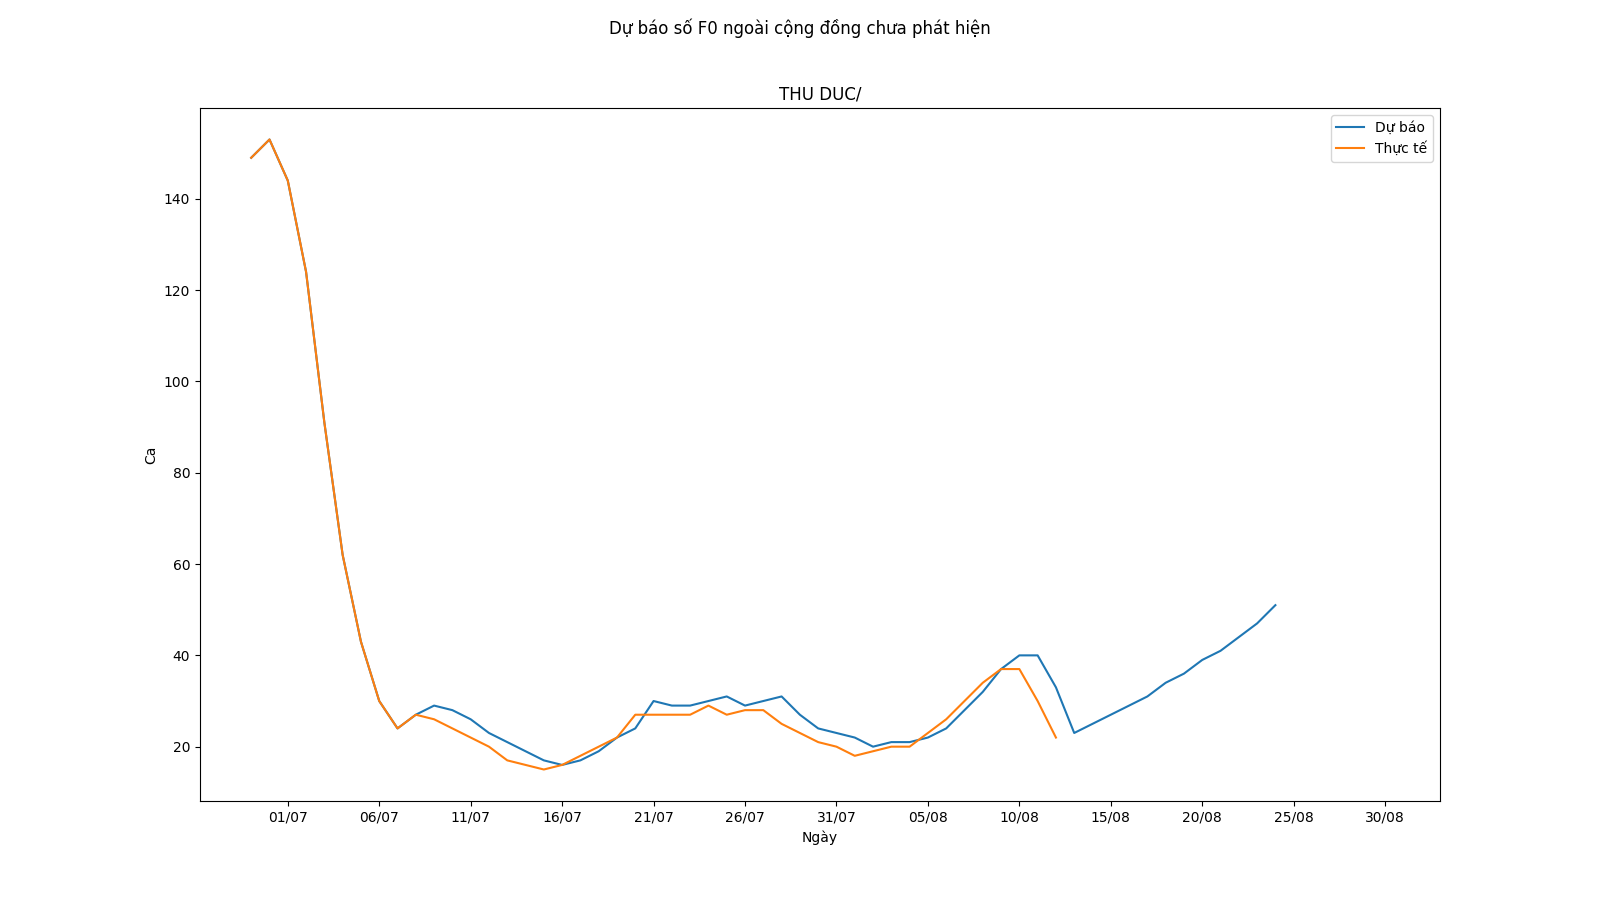 Dự báo số F0 ngoài cộng đồng chưa phát hiện
THU DUC/
Dự báo
Thực tế
140
120
100
80
60
40
20
Ca
01/07 06/07 11/07 16/07 21/07 26/07 31/07 05/08 10/08 15/08 20/08 25/08 30/08
Ngày